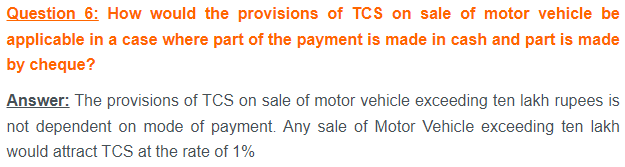 Question 6: How would the provisions of TCS on sale of motor vehicle be
applicable in a case where part of the payment is made in cash and part is made
by cheque?
Answer: The provisions of TCS on sale of motor vehicle exceeding ten lakh rupees is
not dependent on mode of payment. Any sale of Motor Vehicle exceeding ten lakh
would attract TCS at the rate of 1%